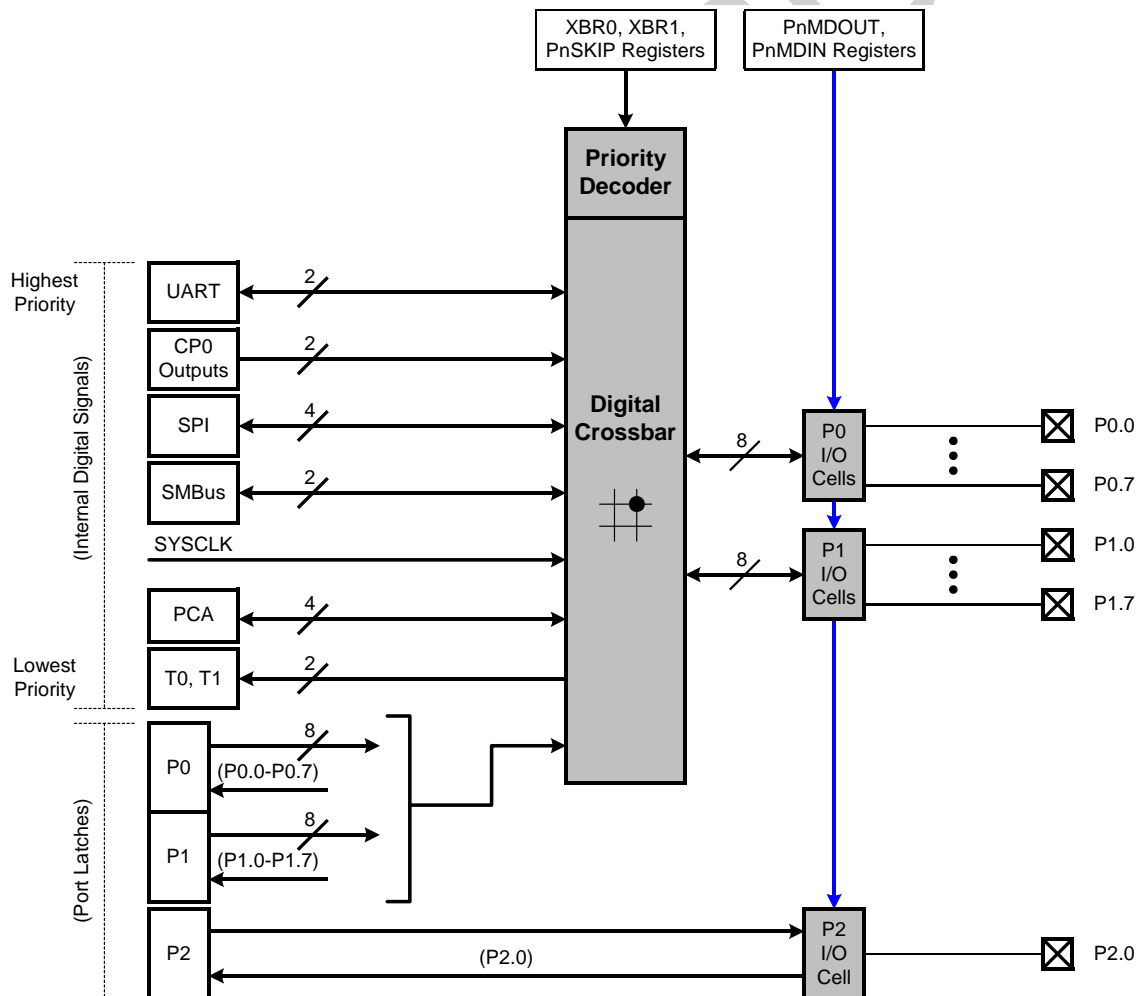 XBR0, XBR1,
PnSKIP Registers
PnMDOUT,
PnMDIN Registers
Priority
Decoder
Highest
Priority
(Internal Digital Signals)
UART
2
CP0
Outputs
2
SPI
4
Digital
Crossbar
SMBus
2
SYSCLK
PCA
4
Lowest
Priority
T0, T1
2
8
P0
I/O
Cells
P0.0
P0.7
8
P1
I/O
Cells
P1.0
P1.7
(Port Latches)
P0
8
(P0.0-P0.7)
P1
8
(P1.0-P1.7)
P2
(P2.0)
P2
I/O
Cell
P2.0